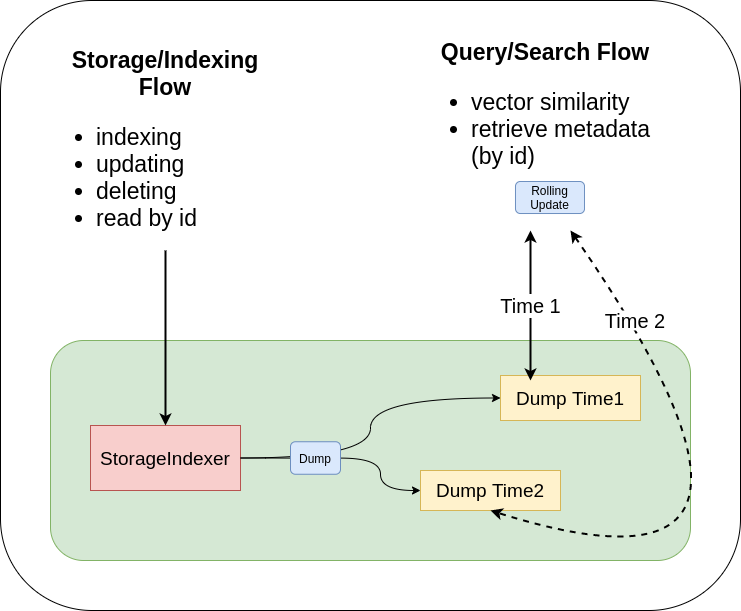 Storage/Indexing
Flow
indexing
updating
deleting
read by id
Query/Search Flow
vector similarity
retrieve metadata
(by id)
Rolling
Update
Time 1
Time 2
StorageIndexer
Dump
Dump Time1
Dump Time2